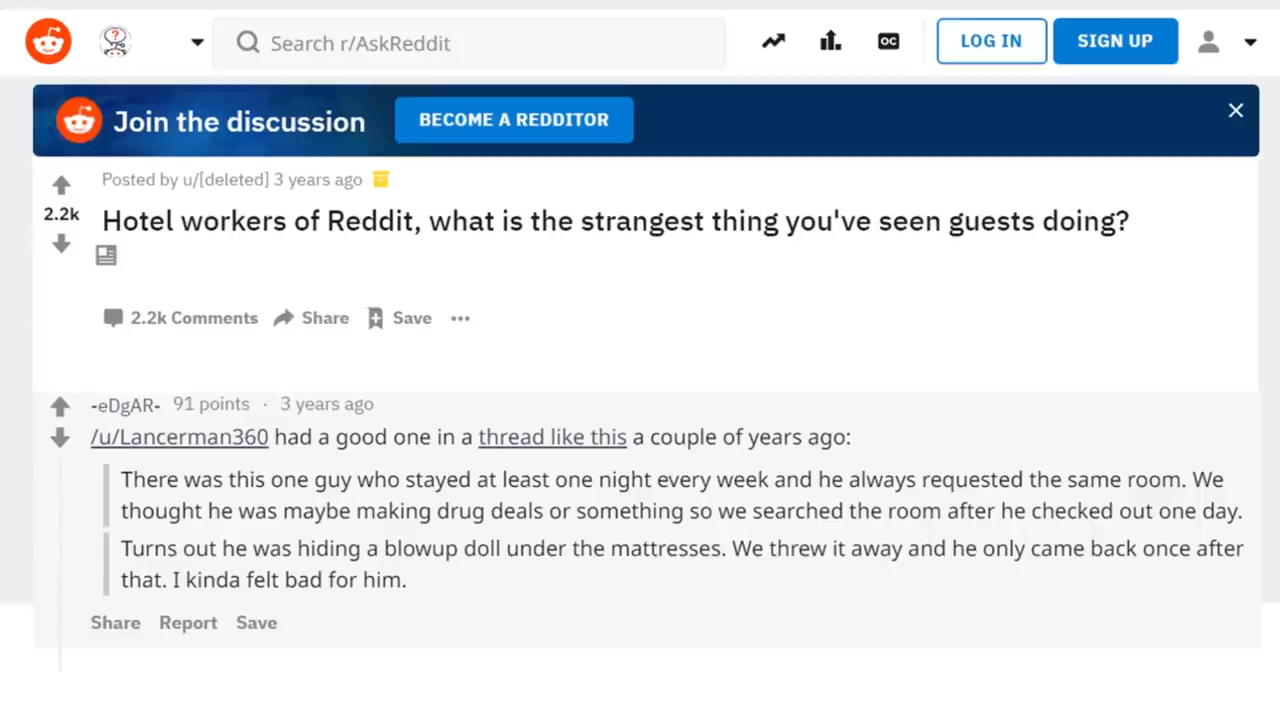 Search r/AskReddit
OC
LOG IN
SIGN UP
Join the discussion
BECOME A REDDITOR
Posted by u/[deleted] 3 years ago
2.2k
Hotel workers of Reddit, what is the strangest thing you've seen guests doing?
2.2k Comments Share Save
-eDgAR- 91 points · 3 years ago
/u/Lancerman360 had a good one in a thread like this a couple of years ago:
There was this one guy who stayed at least one night every week and he always requested the same room. We
thought he was maybe making drug deals or something so we searched the room after he checked out one day.
Turns out he was hiding a blowup doll under the mattresses. We threw it away and he only came back once after
that. I kinda felt bad for him.
Share Report Save